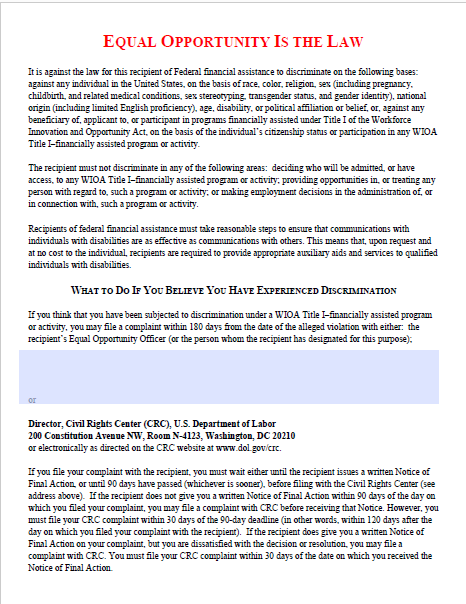 EQUAL OPPORTUNITY IS THE LAW
It is against the law for this recipient of Federal financial assistance to discriminate on the following bases:
against any individual in the United States, on the basis of race, color, religion, sex (including pregnancy,
childbirth, and related medical conditions, sex stereotyping, transgender status, and gender identity), national
origin (including limited English proficiency), age, disability, or political affiliation or belief, or, against any
beneficiary of, applicant to, or participant in programs financially assisted under Title I of the Workforce
Innovation and Opportunity Act, on the basis of the individual's citizenship status or participation in any WIOA
Title I–financially assisted program or activity.
The recipient must not discriminate in any of the following areas: deciding who will be admitted, or have
access, to any WIOA Title I–financially assisted program or activity; providing opportunities in, or treating any
person with regard to, such a program or activity; or making employment decisions in the administration of, or
in connection with, such a program or activity.
Recipients of federal financial assistance must take reasonable steps to ensure that communications with
individuals with disabilities are as effective as communications with others. This means that, upon request and
at no cost to the individual, recipients are required to provide appropriate auxiliary aids and services to qualified
individuals with disabilities.
WHAT TO DO IF YOU BELIEVE YOU HAVE EXPERIENCED DISCRIMINATION
If you think that you have been subjected to discrimination under a WIOA Title I–financially assisted program
or activity, you may file a complaint within 180 days from the date of the alleged violation with either: the
recipient's Equal Opportunity Officer (or the person whom the recipient has designated for this purpose);
or
Director, Civil Rights Center (CRC), U.S. Department of Labor
200 Constitution Avenue NW, Room N-4123, Washington, DC 20210
or electronically as directed on the CRC website at www.dol.gov/crc.
If you file your complaint with the recipient, you must wait either until the recipient issues a written Notice of
Final Action, or until 90 days have passed (whichever is sooner), before filing with the Civil Rights Center (see
address above). If the recipient does not give you a written Notice of Final Action within 90 days of the day on
which you filed your complaint, you may file a complaint with CRC before receiving that Notice. However, you
must file your CRC complaint within 30 days of the 90-day deadline (in other words, within 120 days after the
day on which you filed your complaint with the recipient). If the recipient does give you a written Notice of
Final Action on your complaint, but you are dissatisfied with the decision or resolution, you may file a
complaint with CRC. You must file your CRC complaint within 30 days of the date on which you received the
Notice of Final Action.